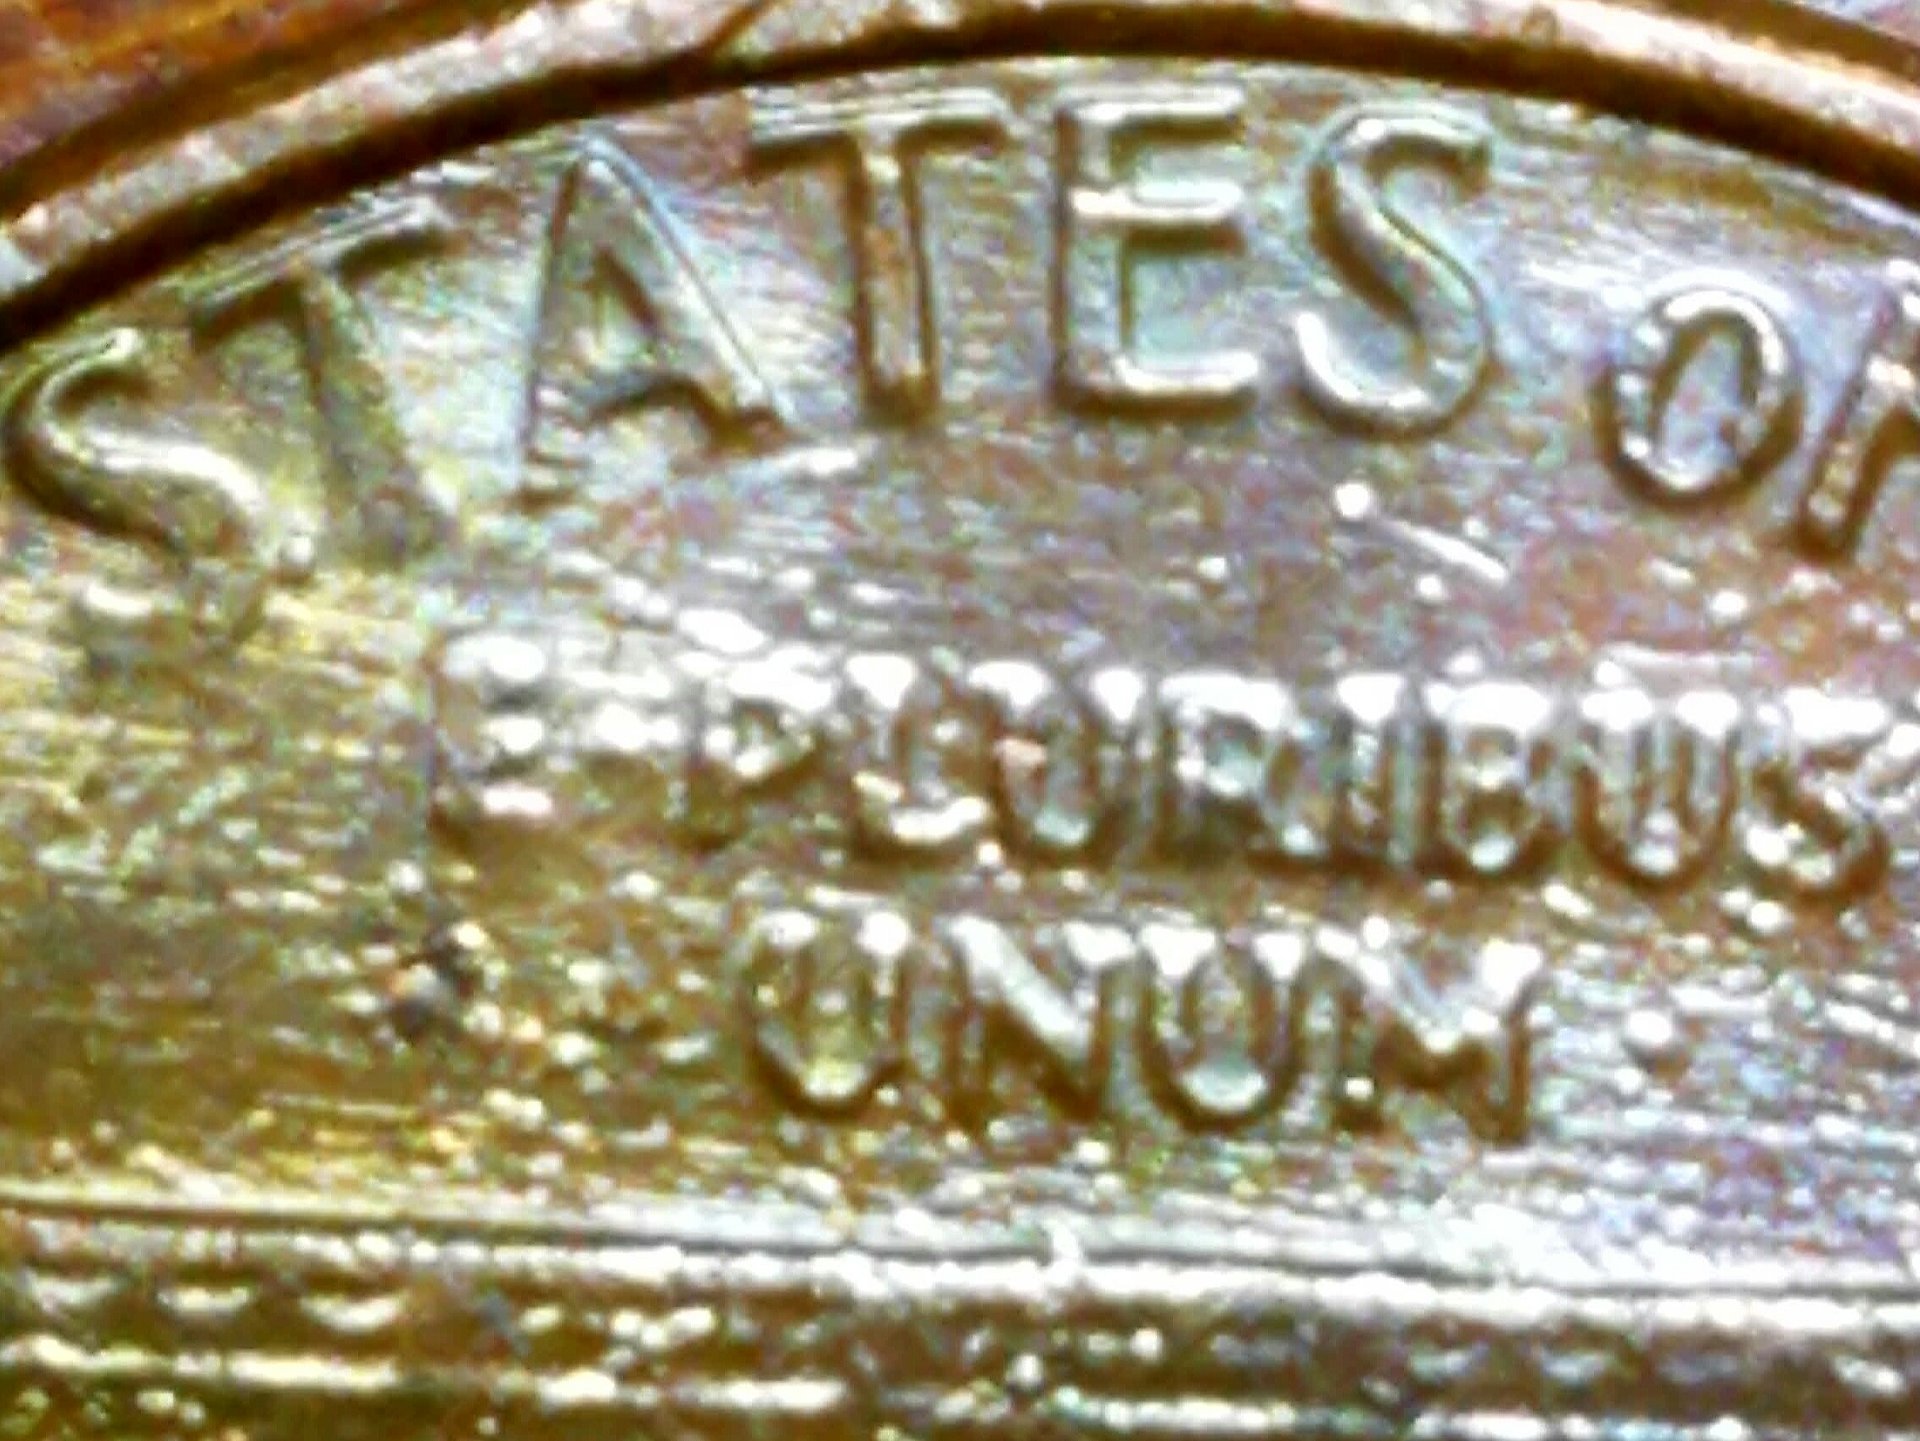 STATES OF
E PLURIBUS
UNUM